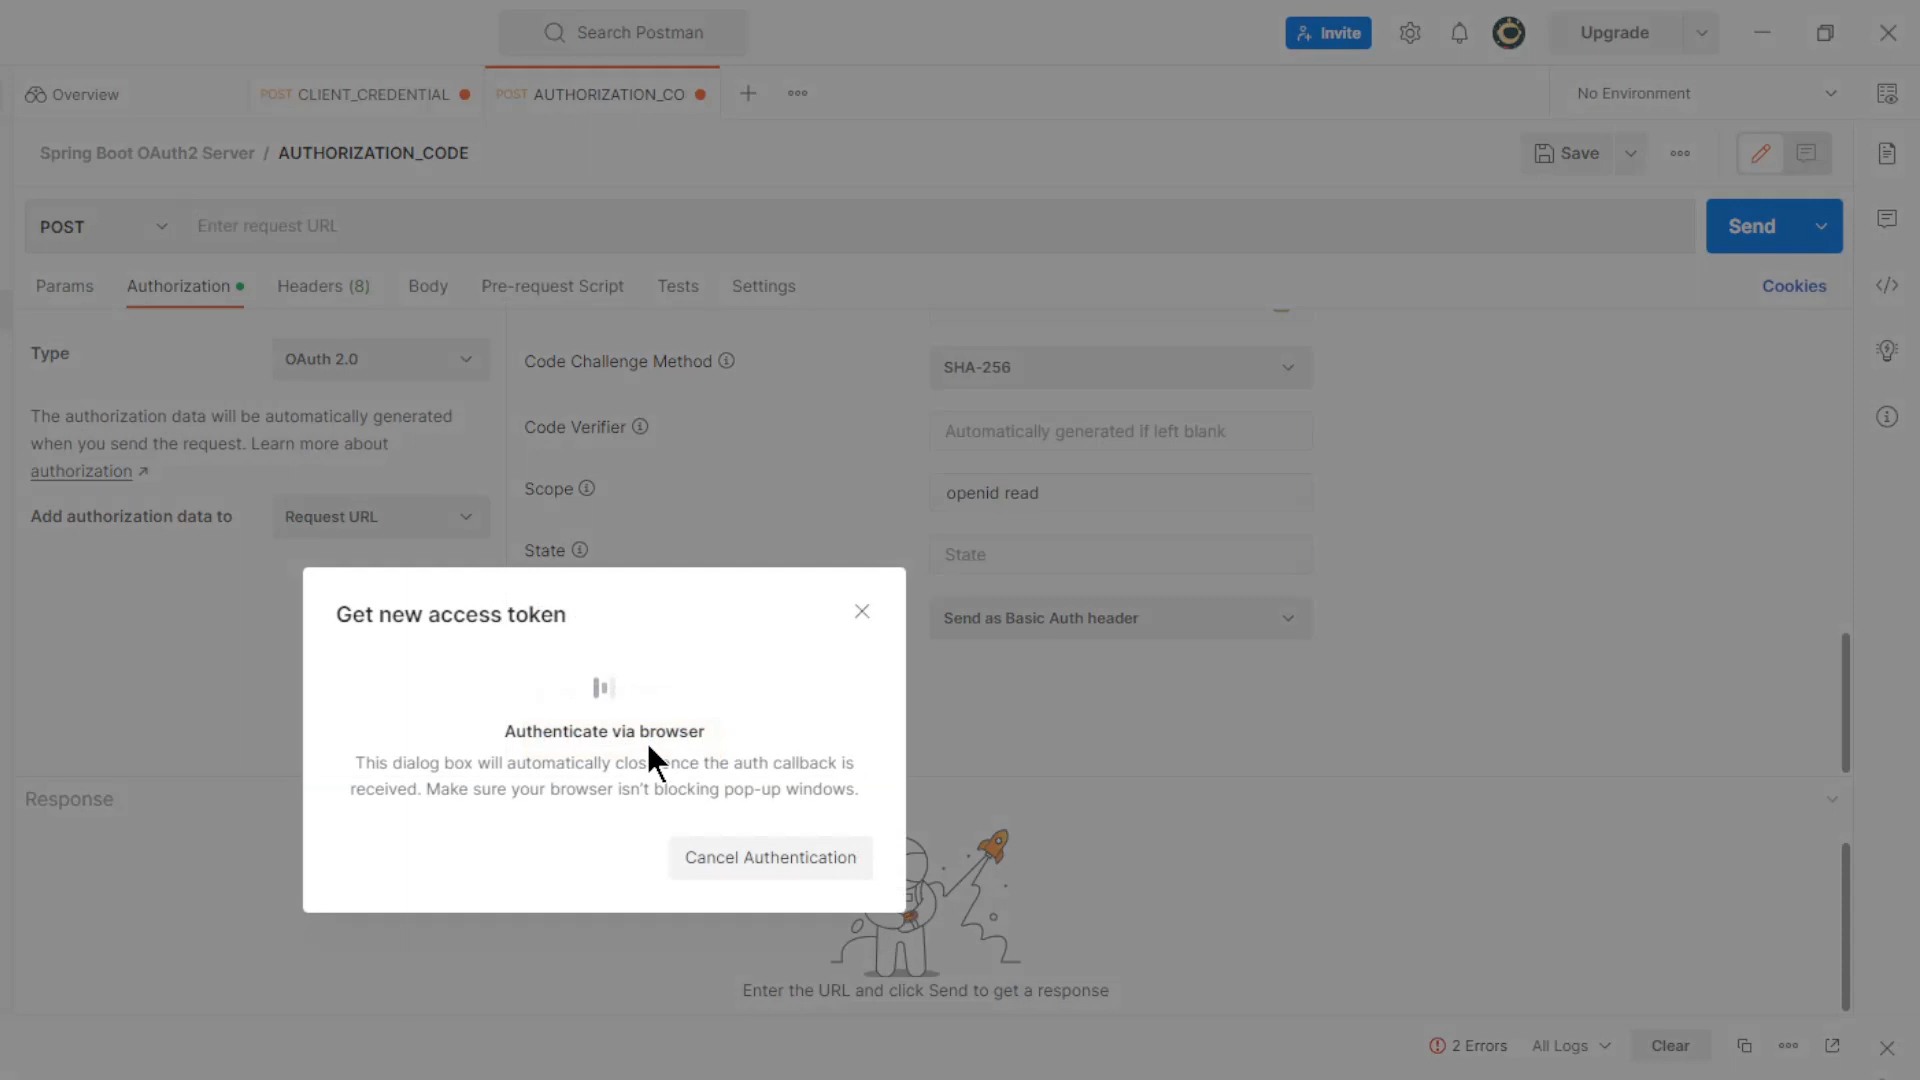 Search Postman
Invite
Upgrade
Overview
POST CLIENT_CREDENTIAL
POST AUTHORIZATION_CO
No Environment
Spring Boot OAuth2 Server / AUTHORIZATION_CODE
Save
POST
Enter request URL
Send
Params
Authorization
Headers (8)
Body
Pre-request Script
Tests
Settings
Cookies
Type
OAuth 2.0
The authorization data will be automatically generated
when you send the request. Learn more about
authorization ↗
Add authorization data to
Request URL
Code Challenge Method
SHA-256
Code Verifier
Automatically generated if left blank
Scope
openid read
State
State
Send as Basic Auth header
Get new access token
Authenticate via browser
This dialog box will automatically the auth callback is
received. Make sure your browser isn't blocking pop-up windows.
Cancel Authentication
Response
Enter the URL and click Send to get a response
2 Errors
All Logs
Clear